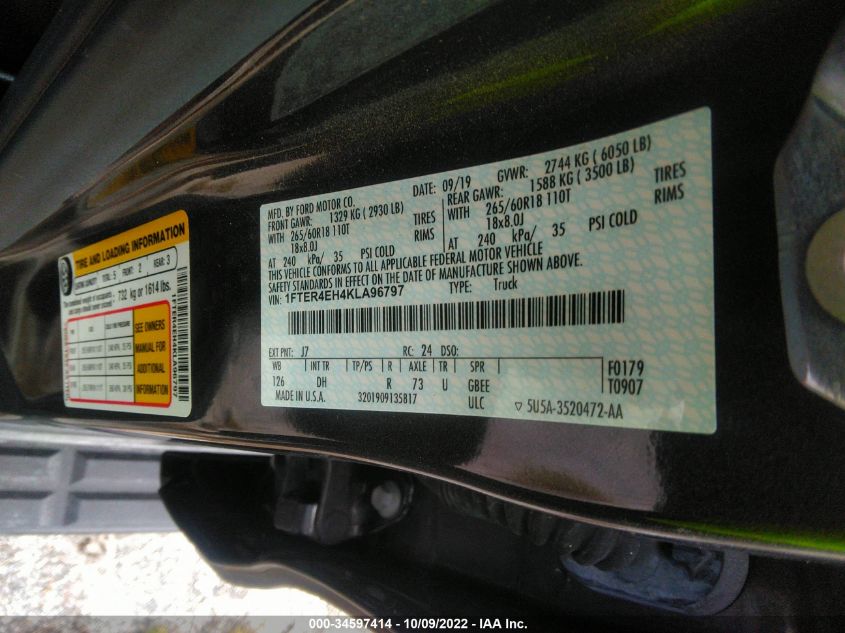 TIRE AND LOADING INFORMATION
TOTAL: 5 FRONT: 2 REAR: 3
732 kg or 1614 lbs.
SEE OWNERS
MANUAL FOR
ADDITIONAL
INFORMATION
1FTER4EH4KLA96797
MFD. BY FORD MOTOR CO. DATE: 09/19 GVWR: 2744 KG ( 6050 LB)
FRONT GAWR: 1329 KG ( 2930 LB) REAR GAWR: 1588 KG ( 3500 LB)
WITH 265/60R18 110T TIRES WITH 265/60R18 110T TIRES
18x8.0J RIMS 18x8.0J RIMS
AT 240 kPa/ 35 PSI COLD AT 240 kPa/ 35 PSI COLD
THIS VEHICLE CONFORMS TO ALL APPLICABLE FEDERAL MOTOR VEHICLE
SAFETY STANDARDS IN EFFECT ON THE DATE OF MANUFACTURE SHOWN ABOVE.
VIN: 1FTER4EH4KLA96797 TYPE: Truck
EXT PNT: J7 RC: 24 DSO:
WB INT TR TP/PS R AXLE TR SPR F0179
126 DH R 73 U GBEE T0907
MADE IN U.S.A. 3201909135817 ULC ▽ 5U5A-3520472-AA
000-34597414 - 10/09/2022 - IAA Inc.